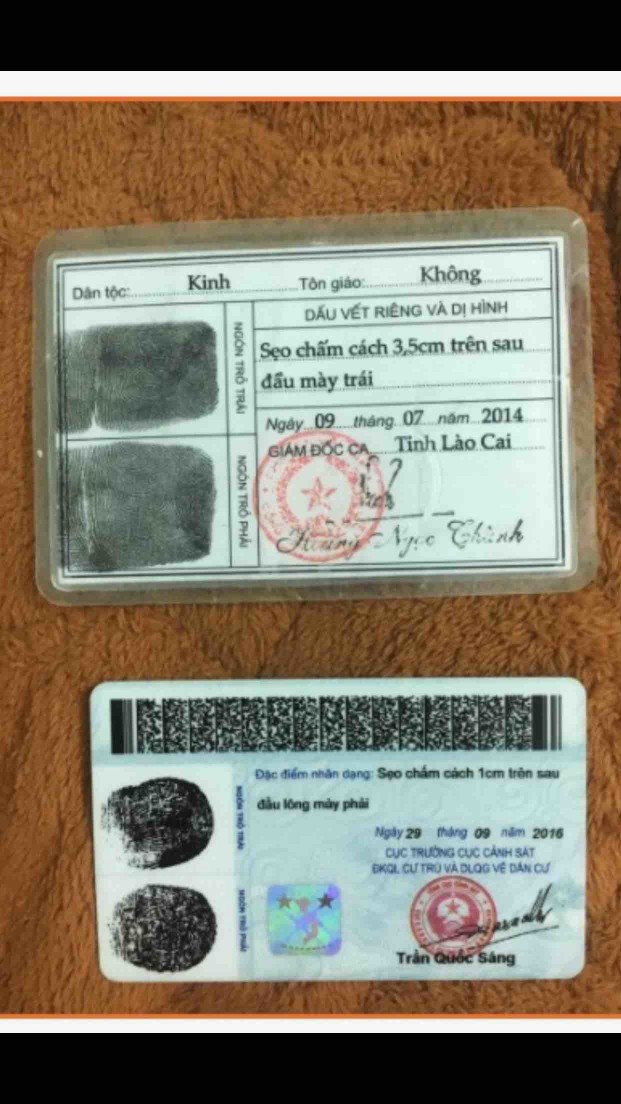 Dân tộc: Kinh Tôn giáo: Không
DẤU VẾT RIÊNG VÀ DỊ HÌNH
NGÓN TRỎ TRÁI
Sẹo chấm cách 3,5cm trên sau
đầu mày trái
Ngày 09 tháng 07 năm 2014
GIÁM ĐỐC CA Tỉnh Lào Cai
NGÓN TRỎ PHẢI
Ngọc
Đặc điểm nhân dạng: Sẹo chấm cách 1cm trên sau
đầu lông mày phải
NGÓN TRỎ TRÁI
Ngày 29 tháng 09 năm 2016
CỤC TRƯỞNG CỤC CẢNH SÁT
ĐKQL CƯ TRÚ VÀ DLQG VỀ DÂN CƯ
NGÓN TRỎ PHẢI
Trần Quốc Sáng